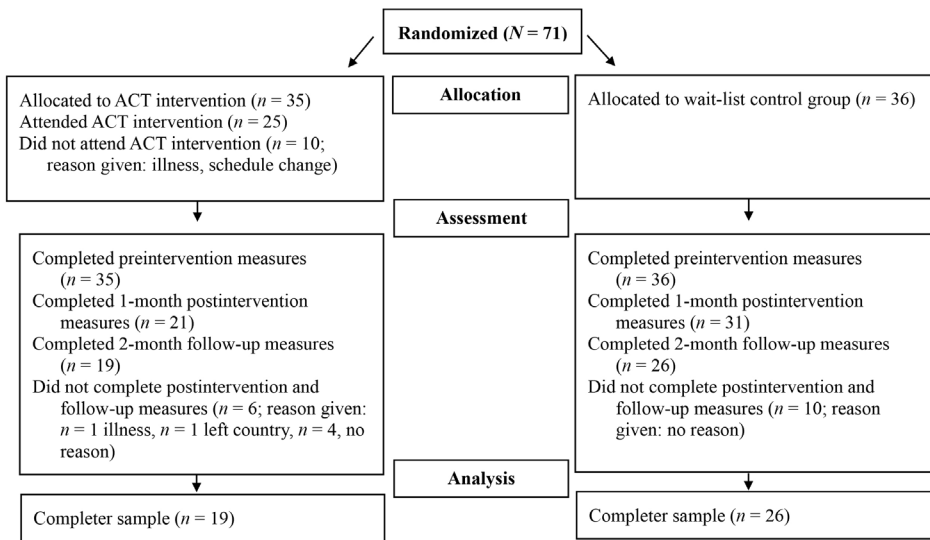 Randomized (N = 71)
Allocation
Allocated to ACT intervention (n = 35)
Attended ACT intervention (n = 25)
Did not attend ACT intervention (n = 10;
reason given: illness, schedule change)
Allocated to wait-list control group (n = 36)
Assessment
Completed preintervention measures
(n = 35)
Completed 1-month postintervention
measures (n = 21)
Completed 2-month follow-up measures
(n = 19)
Did not complete postintervention and
follow-up measures (n = 6; reason given:
n = 1 illness, n = 1 left country, n = 4, no
reason)
Completed preintervention measures
(n = 36)
Completed 1-month postintervention
measures (n = 31)
Completed 2-month follow-up measures
(n = 26)
Did not complete postintervention and
follow-up measures (n = 10; reason
given: no reason)
Analysis
Completer sample (n = 19)
Completer sample (n = 26)